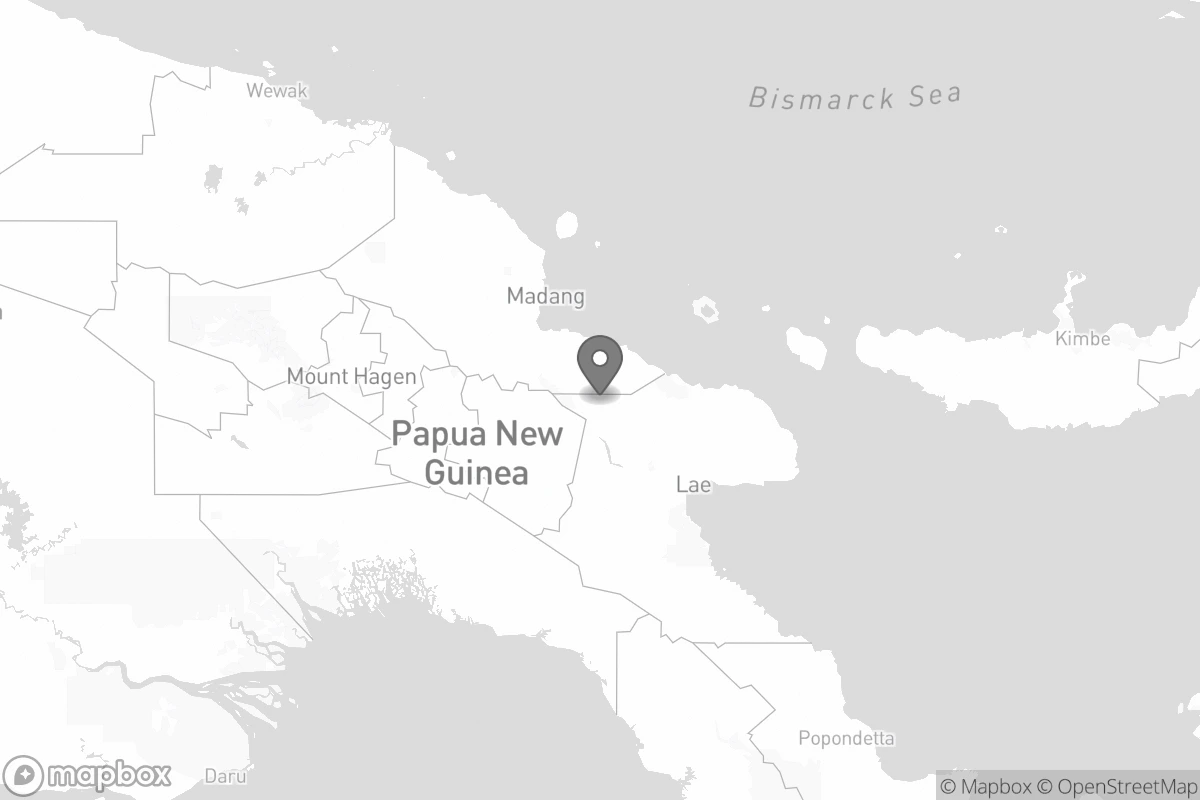 Wewak
Bismarck Sea
Madang
Kimbe
Mount Hagen
Papua New
Guinea
Lae
Popondetta
Daru
mapbox
© Mapbox © OpenStreetMap